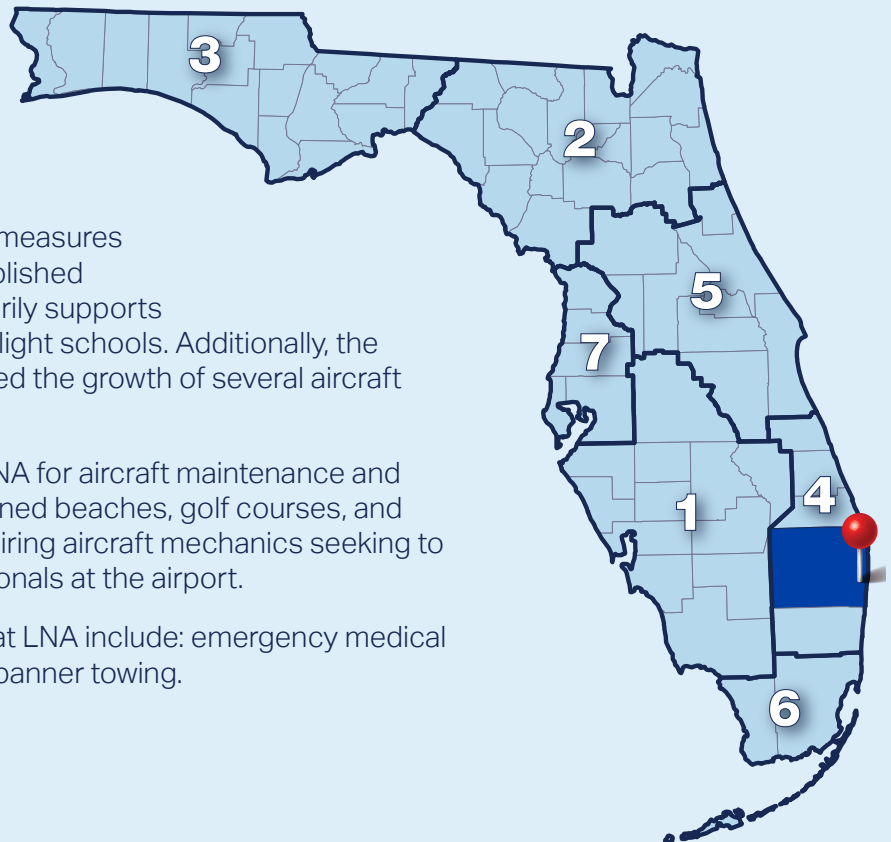 3
2
measures
olished
rily supports
light schools. Additionally, the
ed the growth of several aircraft
5
7
NA for aircraft maintenance and
ned beaches, golf courses, and
iring aircraft mechanics seeking to
onals at the airport.
4
1
at LNA include: emergency medical
banner towing.
6